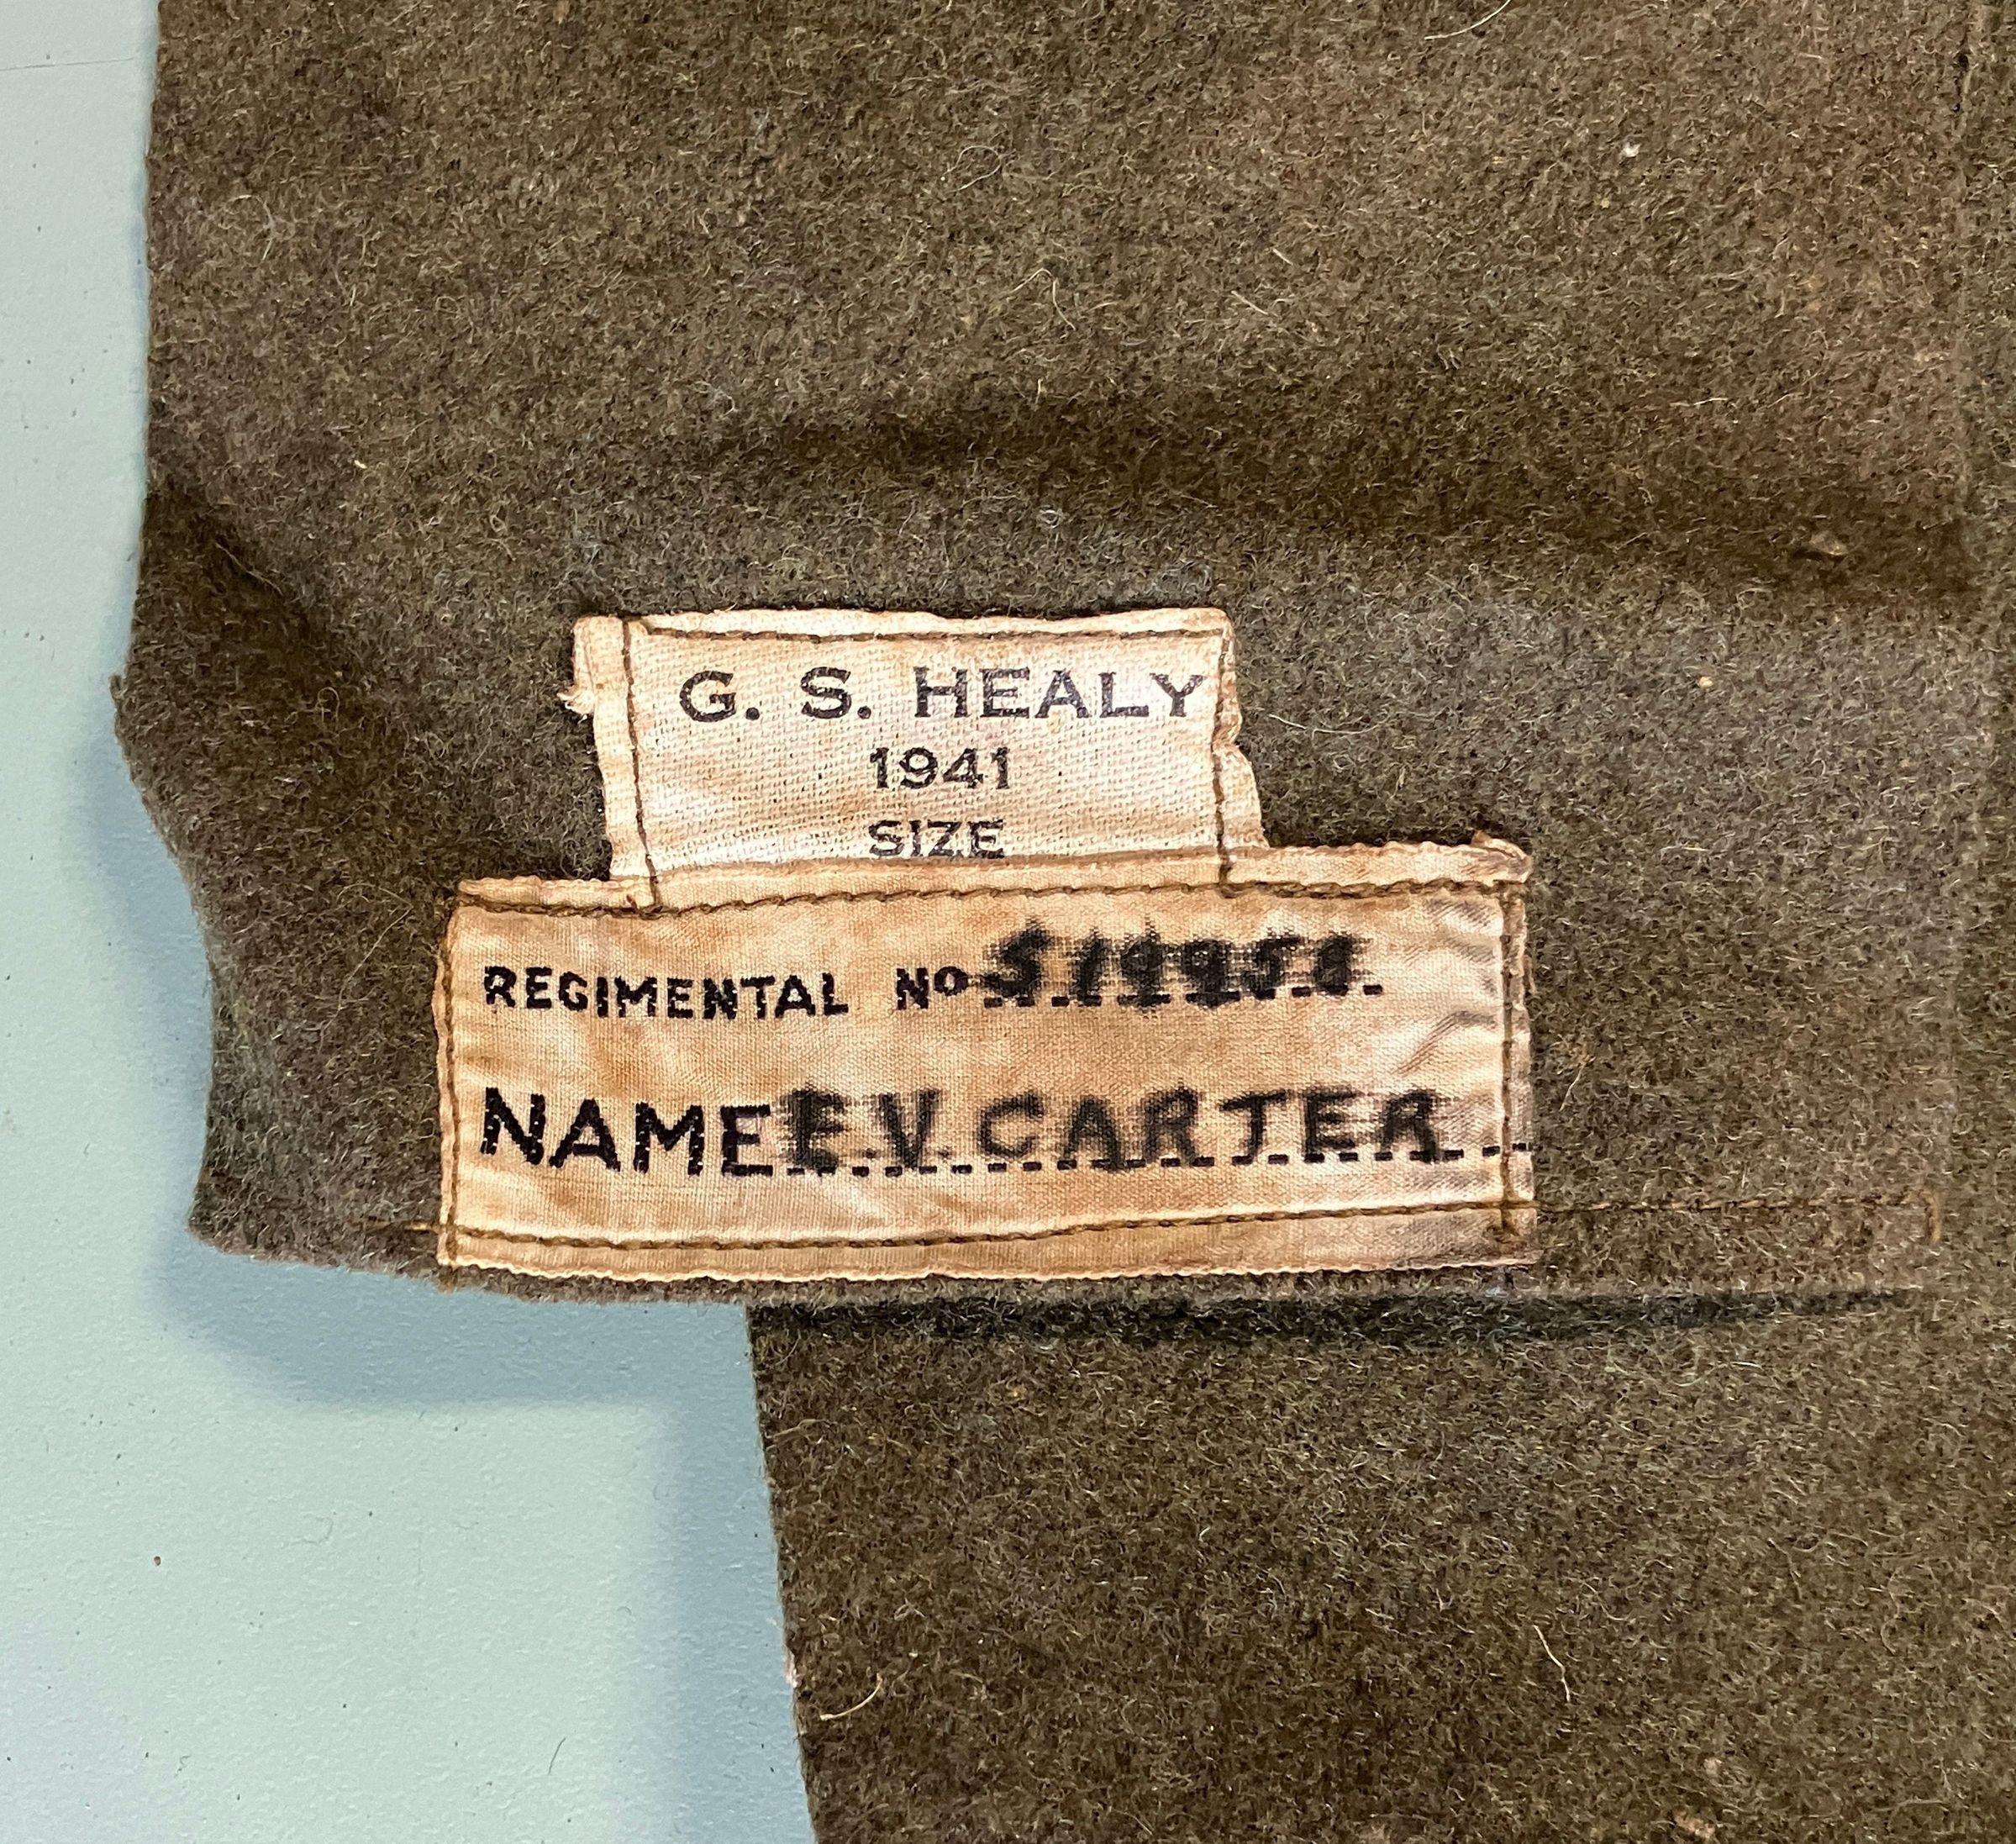 G. S. HEALY
1941
SIZE
REGIMENTAL No
NAME E.V. CARTER